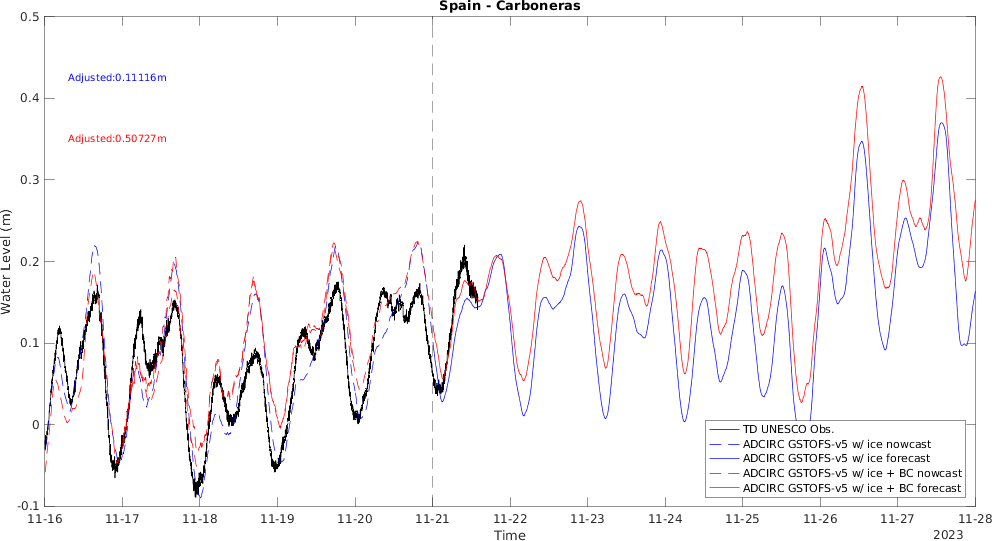 Spain - Carboneras
0.5
Adjusted:0.11116m
0.4
Adjusted:0.50727m
0.3
0.2
0.1
0
-0.1
Water Level (m)
TD UNESCO Obs.
ADCIRC GSTOFS-v5 w/ ice nowcast
ADCIRC GSTOFS-v5 w/ ice forecast
ADCIRC GSTOFS-v5 w/ ice + BC nowcast
ADCIRC GSTOFS-v5 w/ ice + BC forecast
11-16 11-17 11-18 11-19 11-20 11-21 11-22 11-23 11-24 11-25 11-26 11-27 11-28
Time
2023